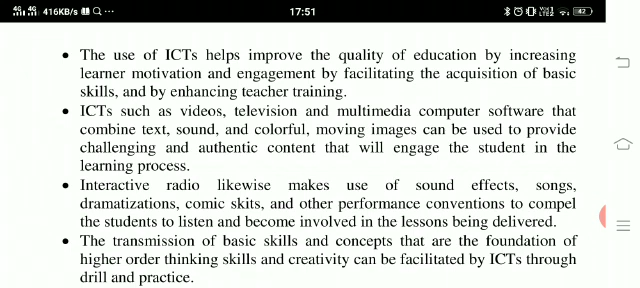 4G 4G 416KB/s
17:51
42
• The use of ICTs helps improve the quality of education by increasing
learner motivation and engagement by facilitating the acquisition of basic
skills, and by enhancing teacher training.
• ICTs such as videos, television and multimedia computer software that
combine text, sound, and colorful, moving images can be used to provide
challenging and authentic content that will engage the student in the
learning process.
• Interactive radio likewise makes use of sound effects, songs,
dramatizations, comic skits, and other performance conventions to compel
the students to listen and become involved in the lessons being delivered.
• The transmission of basic skills and concepts that are the foundation of
higher order thinking skills and creativity can be facilitated by ICTs through
drill and practice.